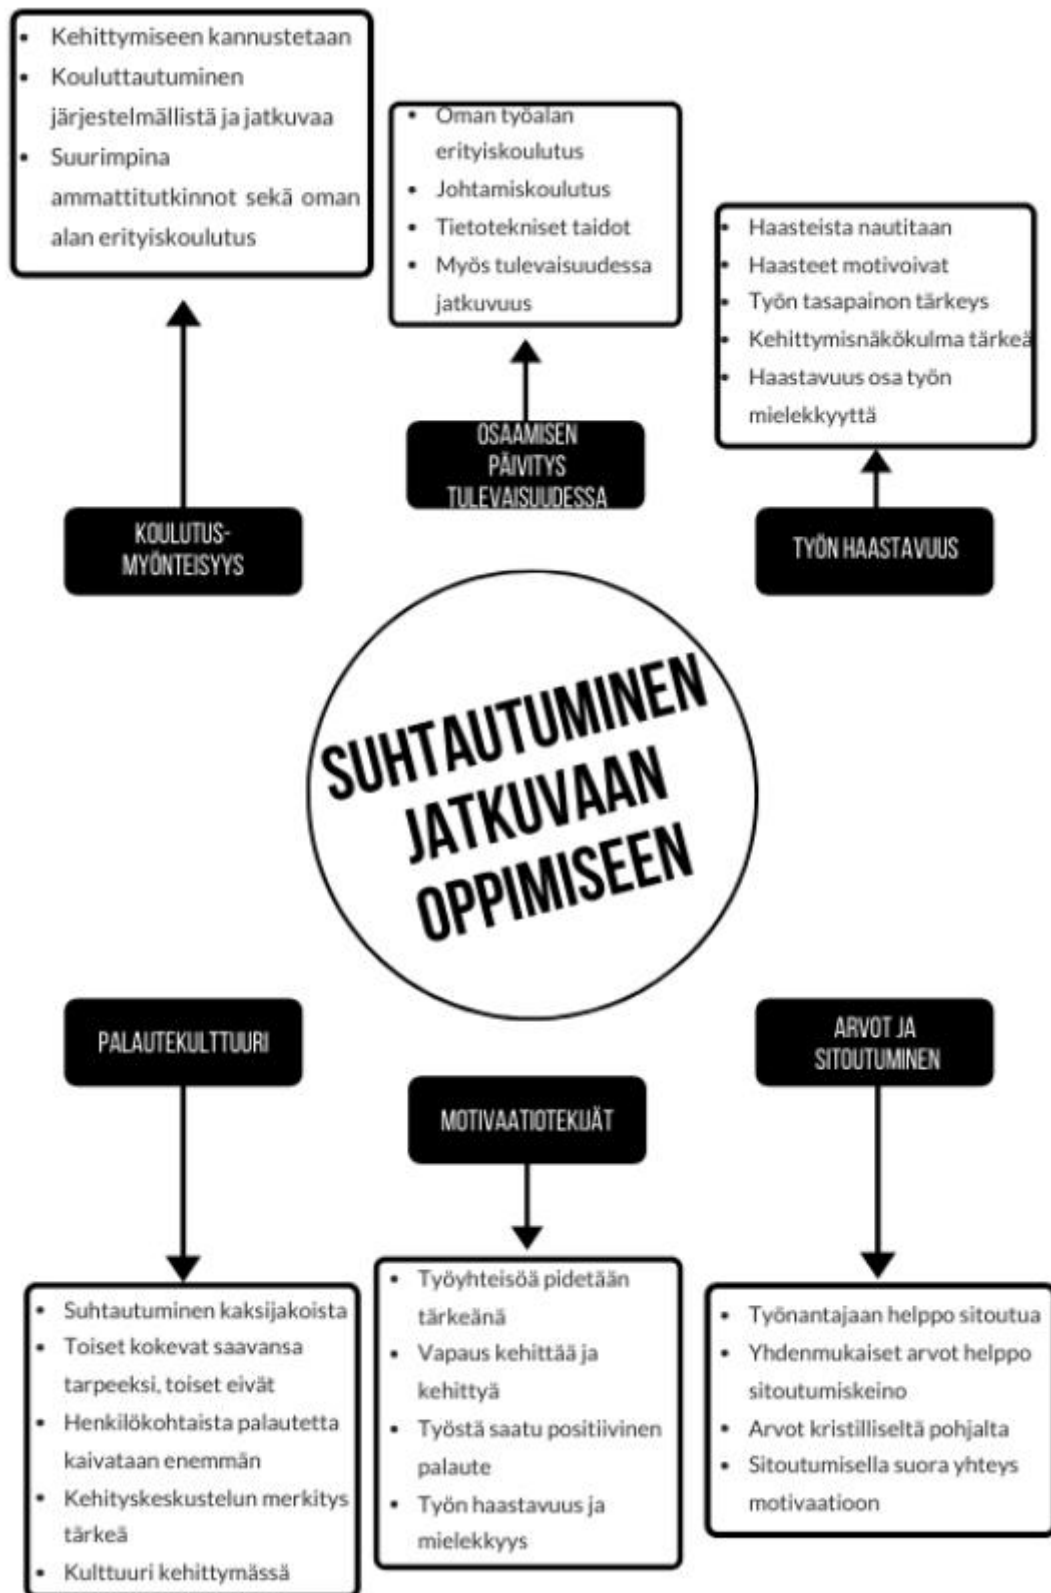 • Kehittymiseen kannustetaan
• Kouluttautuminen
järjestelmällistä ja jatkuvaa
• Suurimpina
ammattitutkinnot sekä oman
alan erityiskoulutus
• Oman työalan
erityiskoulutus
• Johtamiskoulutus
• Tietotekniset taidot
• Myös tulevaisuudessa
jatkuvuus
• Haasteista nautitaan
• Haasteet motivoivat
• Työn tasapainon tärkeys
• Kehittymisnäkökulma tärkeä
• Haastavuus osa työn
mielekkyyttä
KOULUTUS-
MYÖNTEISYYS
OSAAMISEN
PÄIVITYS
TULEVAISUUDESSA
TYÖN HAASTAVUUS
SUHTAUTUMINEN
JATKUVAAN
OPPIMISEEN
PALAUTEKULTTUURI
MOTIVAATIOTEKIJÄT
ARVOT JA
SITOUTUMINEN
• Suhtautuminen kaksijakoista
• Toiset kokevat saavansa
tarpeeksi, toiset eivät
• Henkilökohtaista palautetta
kaivataan enemmän
• Kehityskeskustelun merkitys
tärkeä
• Kulttuuri kehittymässä
• Työyhteisöä pidetään
tärkeänä
• Vapaus kehittää ja
kehittyä
• Työstä saatu positiivinen
palaute
• Työn haastavuus ja
mielekkyys
• Työnantajaan helppo sitoutua
• Yhdenmukaiset arvot helppo
sitoutumiskeino
• Arvot kristilliseltä pohjalta
• Sitoutumisella suora yhteys
motivaatioon